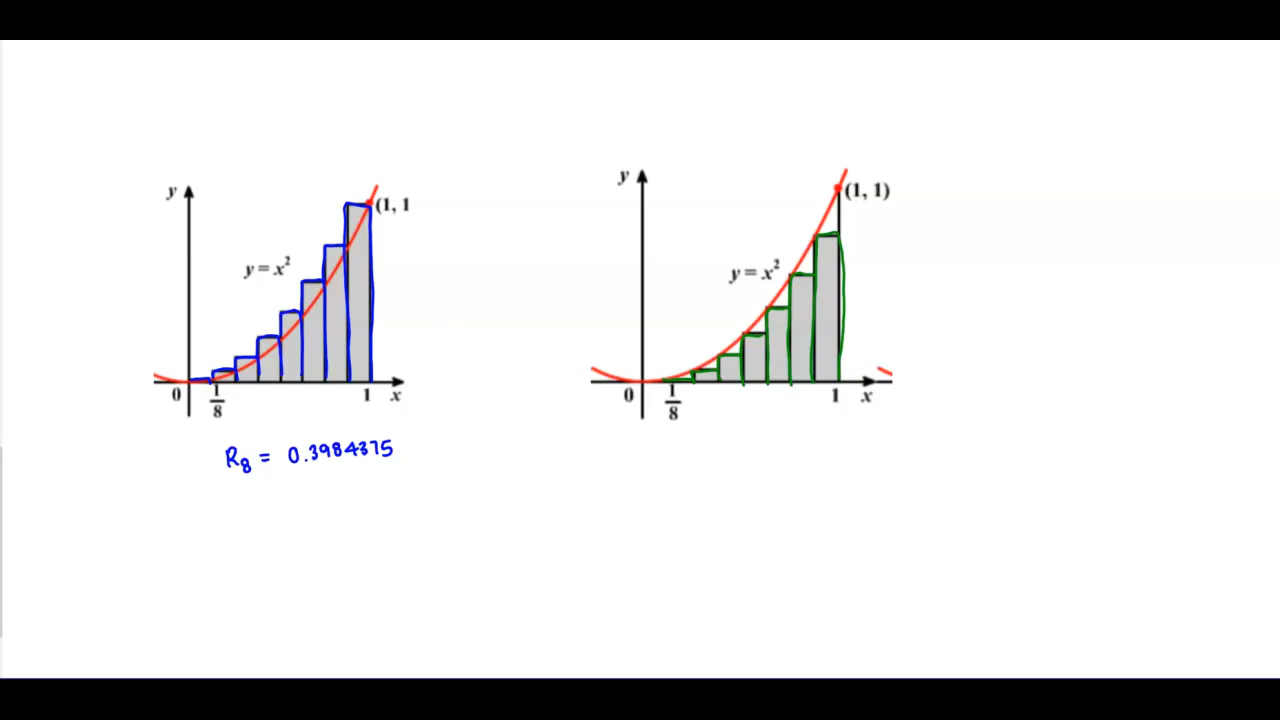 y
(1, 1
y = x²
0
1/8
1
x
R₈ = 0.3984375
y
(1, 1)
y = x²
0
1/8
1
x